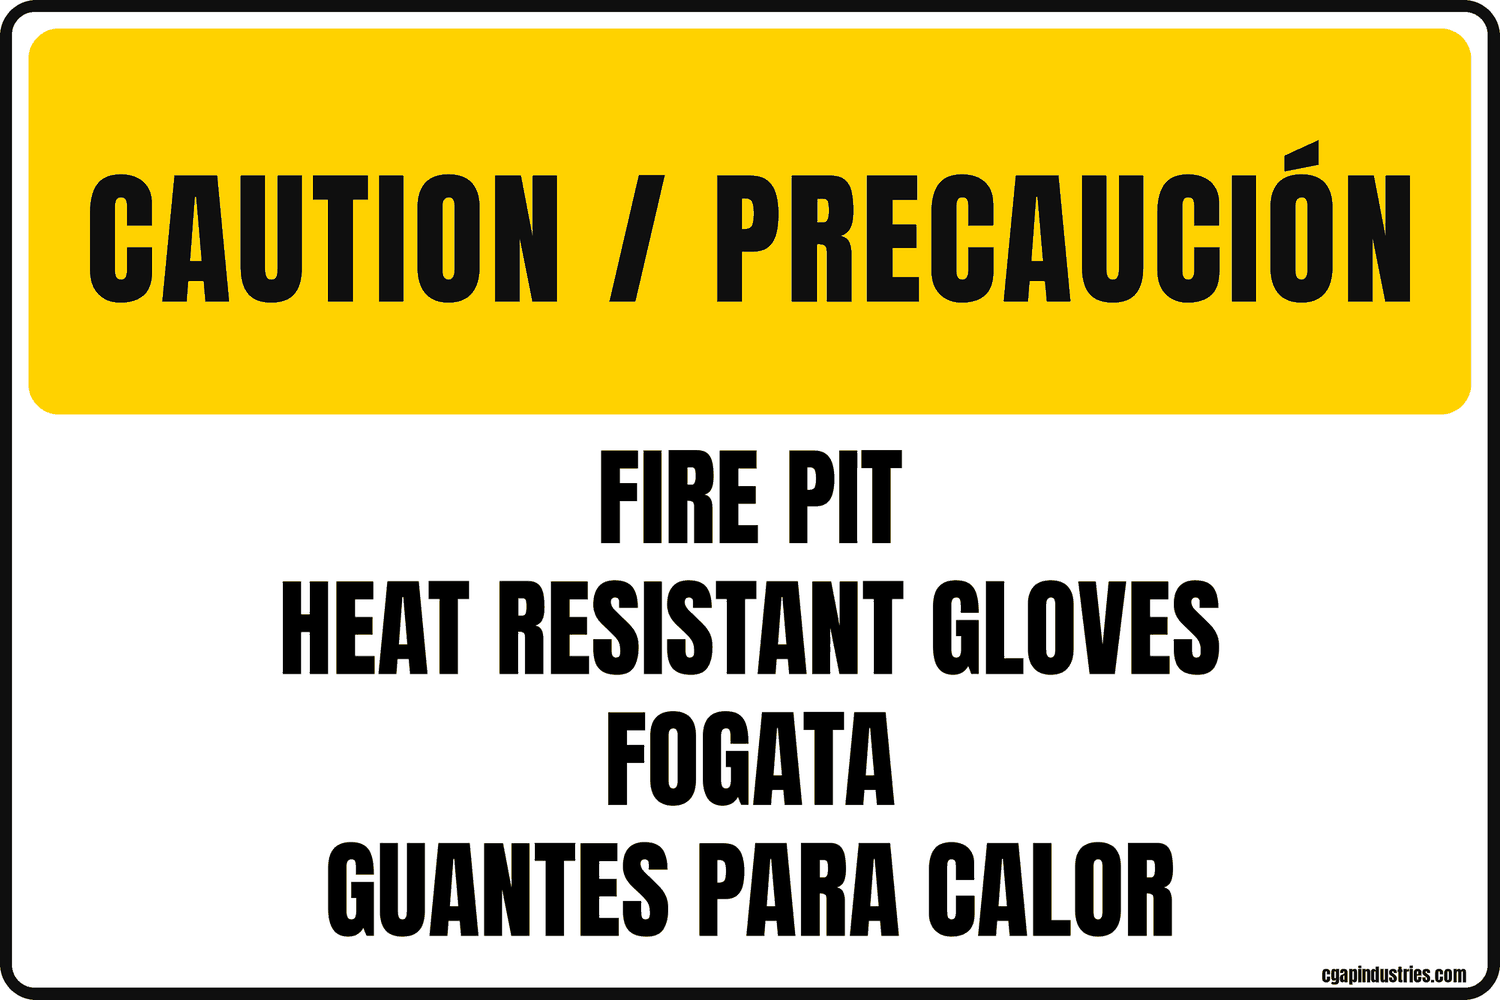 CAUTION / PRECAUCIÓN
FIRE PIT
HEAT RESISTANT GLOVES
FOGATA
GUANTES PARA CALOR
cgapindustries.com